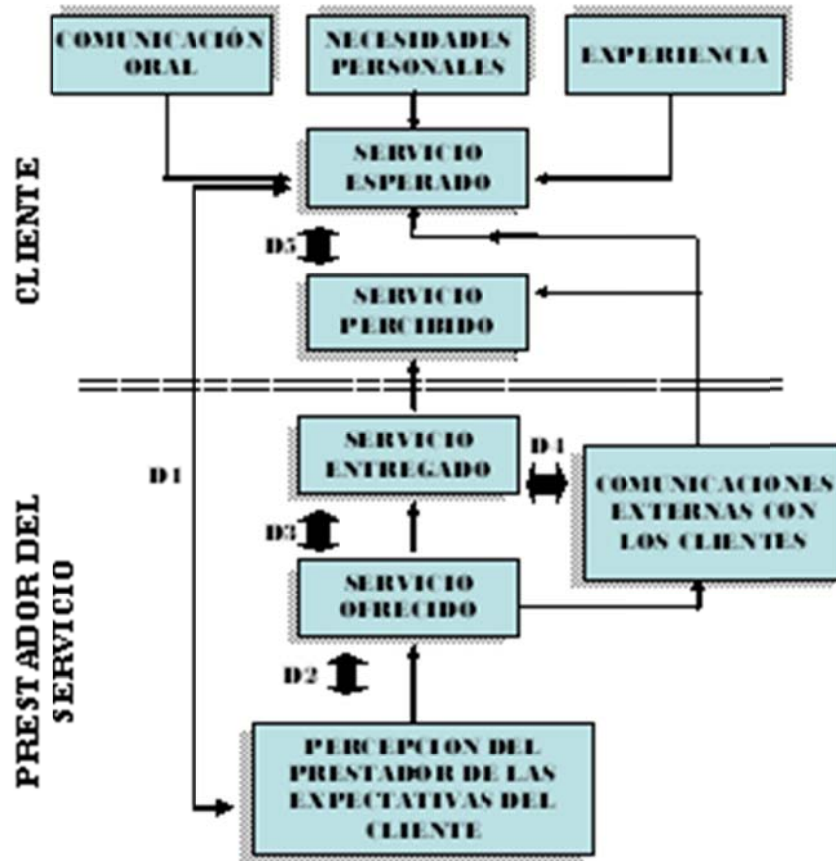 COMUNICACIÓN
ORAL
NECESIDADES
PERSONALES
EXPERIENCIA
CLIENTE
SERVICIO
ESPERADO
D5
SERVICIO
PERCIBIDO
PRESTADOR DEL
SERVICIO
D1
SERVICIO
ENTREGADO
D4
COMUNICACIONES
EXTERNAS CON
LOS CLIENTES
D3
SERVICIO
OFRECIDO
D2
PERCEPCION DEL
PRESTADOR DE LAS
EXPECTATIVAS DEL
CLIENTE